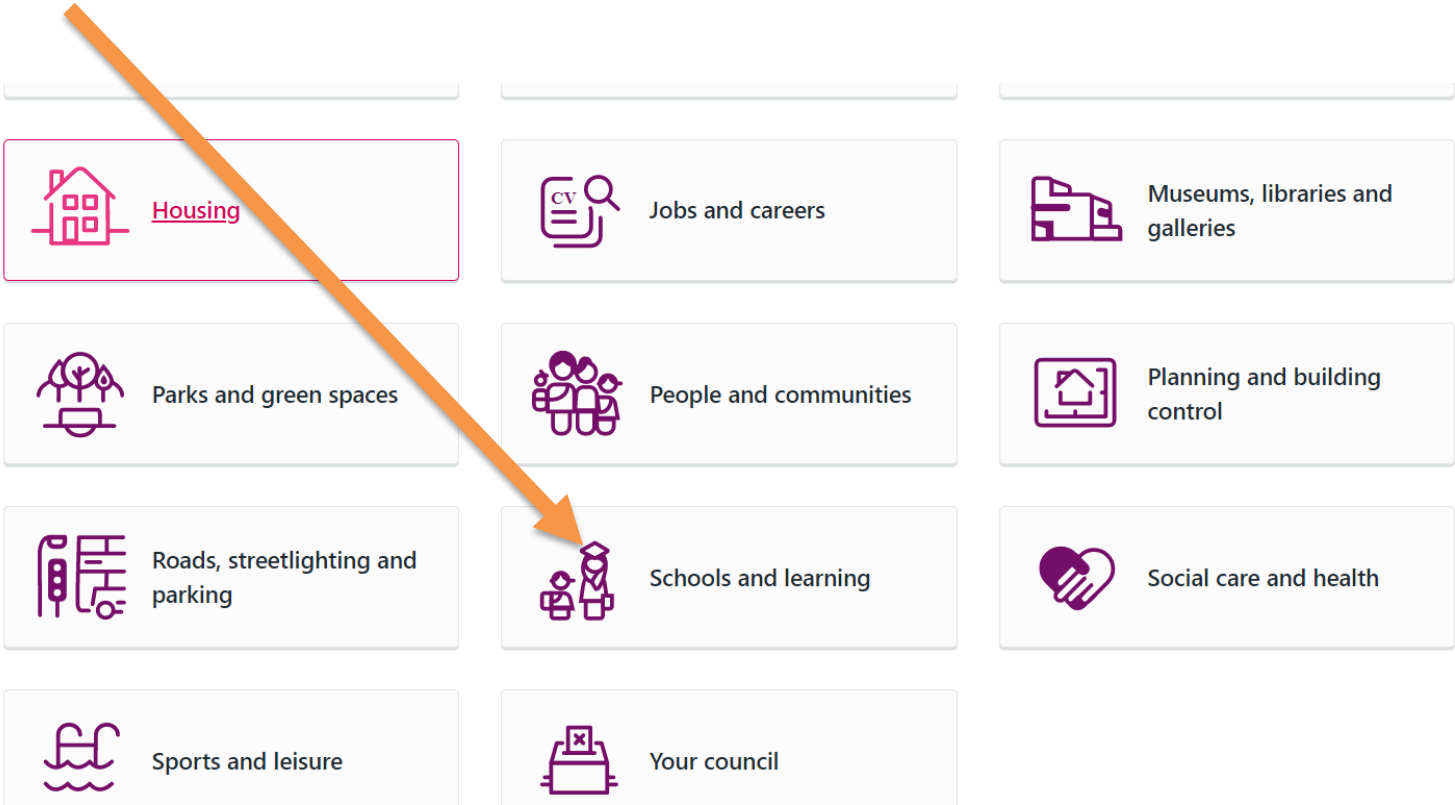 Housing
CV
Jobs and careers
Museums, libraries and
galleries
Parks and green spaces
People and communities
Planning and building
control
Roads, streetlighting and
parking
Schools and learning
Social care and health
Sports and leisure
Your council